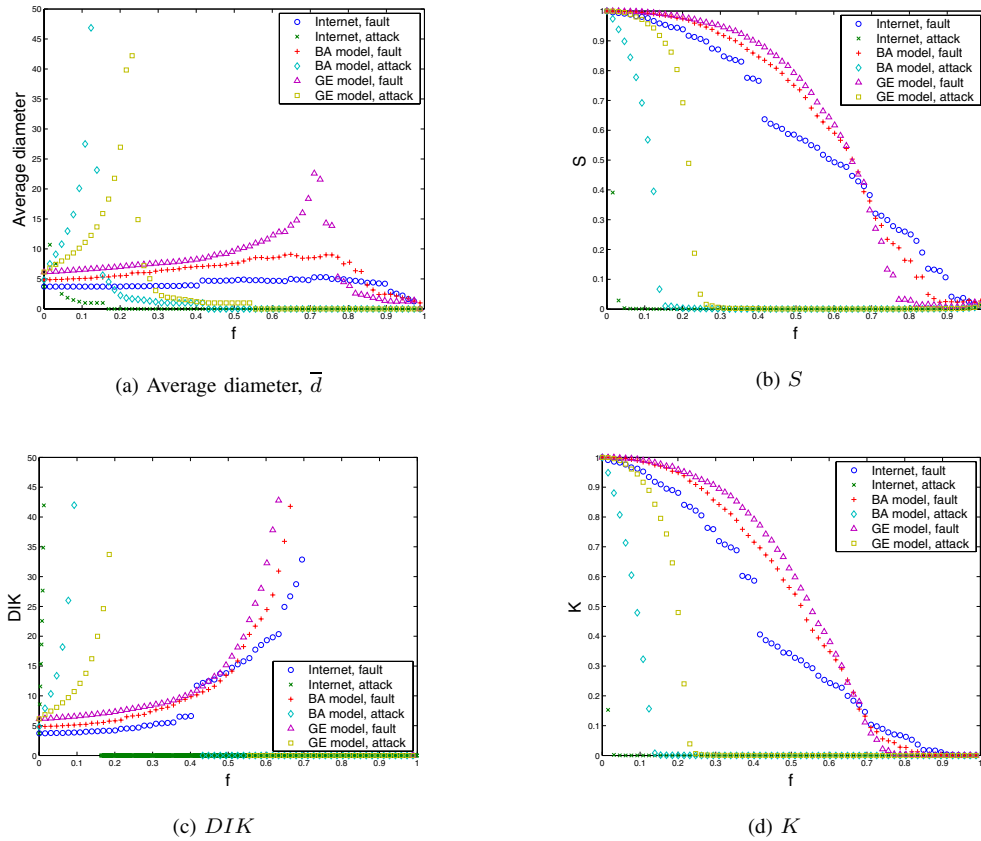 50
45
40
35
30
25
20
15
10
5
0
Average diameter
0 0.1 0.2 0.3 0.4 0.5 0.6 0.7 0.8 0.9 1
f
Internet, fault
Internet, attack
BA model, fault
BA model, attack
GE model, fault
GE model, attack
(a) Average diameter, d̅
1
0.9
0.8
0.7
0.6
0.5
0.4
0.3
0.2
0.1
0
S
0 0.1 0.2 0.3 0.4 0.5 0.6 0.7 0.8 0.9
f
Internet, fault
Internet, attack
BA model, fault
BA model, attack
GE model, fault
GE model, attack
(b) S
50
45
40
35
30
25
20
15
10
5
0
DIK
0 0.1 0.2 0.3 0.4 0.5 0.6 0.7 0.8 0.9 1
f
Internet, fault
Internet, attack
BA model, fault
BA model, attack
GE model, fault
GE model, attack
(c) DIK
1
0.9
0.8
0.7
0.6
0.5
0.4
0.3
0.2
0.1
0
K
0 0.1 0.2 0.3 0.4 0.5 0.6 0.7 0.8 0.9 1
f
Internet, fault
Internet, attack
BA model, fault
BA model, attack
GE model, fault
GE model, attack
(d) K